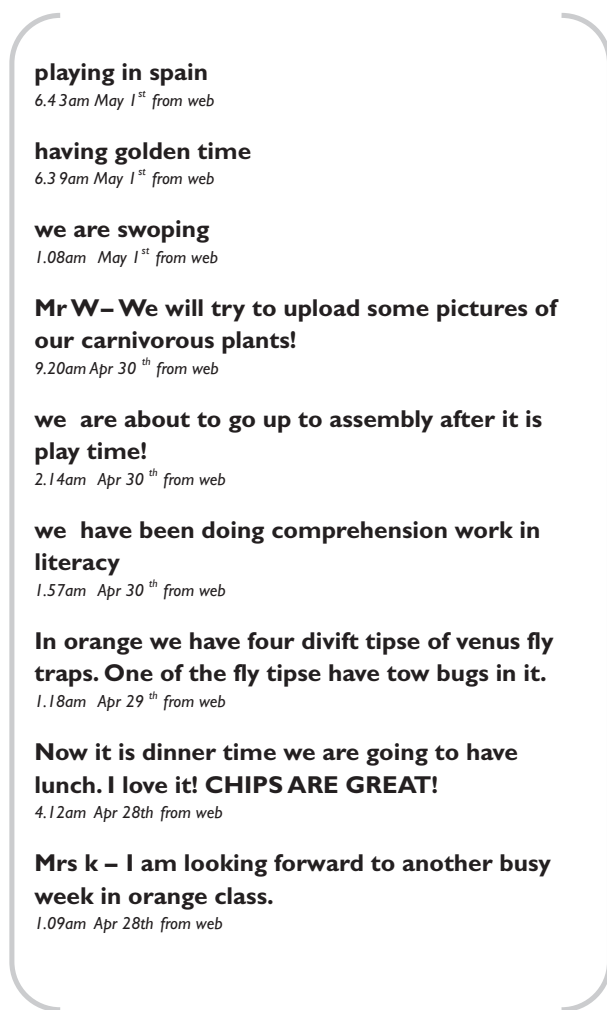 playing in spain
6.43am May 1st from web
having golden time
6.39am May 1st from web
we are swoping
1.08am May 1st from web
Mr W – We will try to upload some pictures of
our carnivorous plants!
9.20am Apr 30 th from web
we are about to go up to assembly after it is
play time!
2.14am Apr 30 th from web
we have been doing comprehension work in
literacy
1.57am Apr 30 th from web
In orange we have four divift tipse of venus fly
traps. One of the fly tipse have tow bugs in it.
1.18am Apr 29 th from web
Now it is dinner time we are going to have
lunch. I love it! CHIPS ARE GREAT!
4.12am Apr 28th from web
Mrs k – I am looking forward to another busy
week in orange class.
1.09am Apr 28th from web